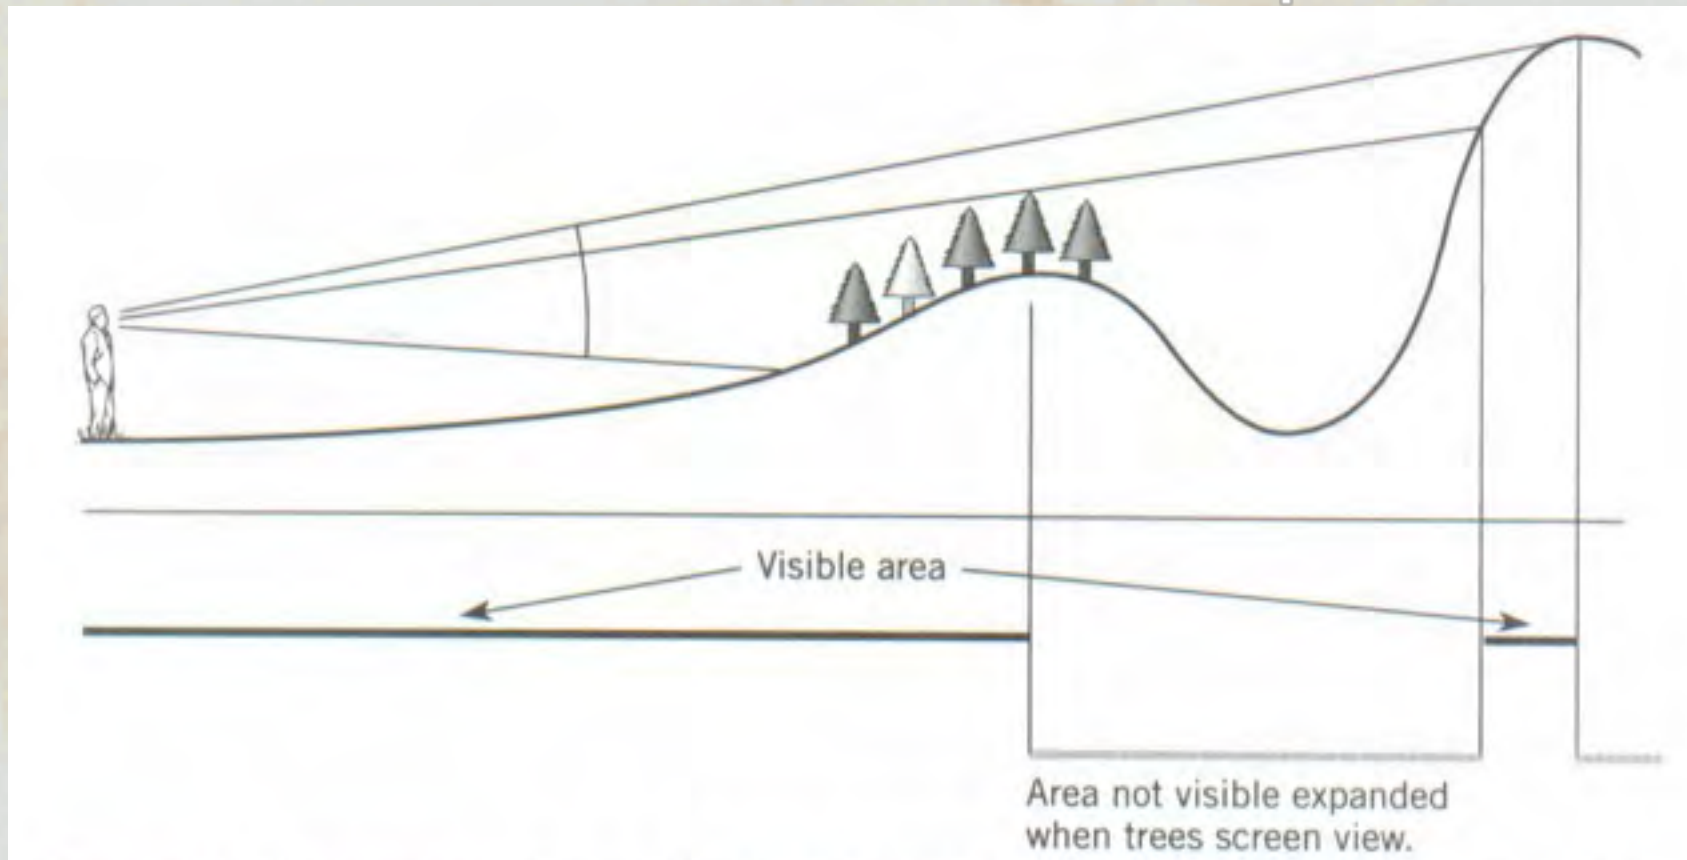 Visible area
Area not visible expanded
when trees screen view.